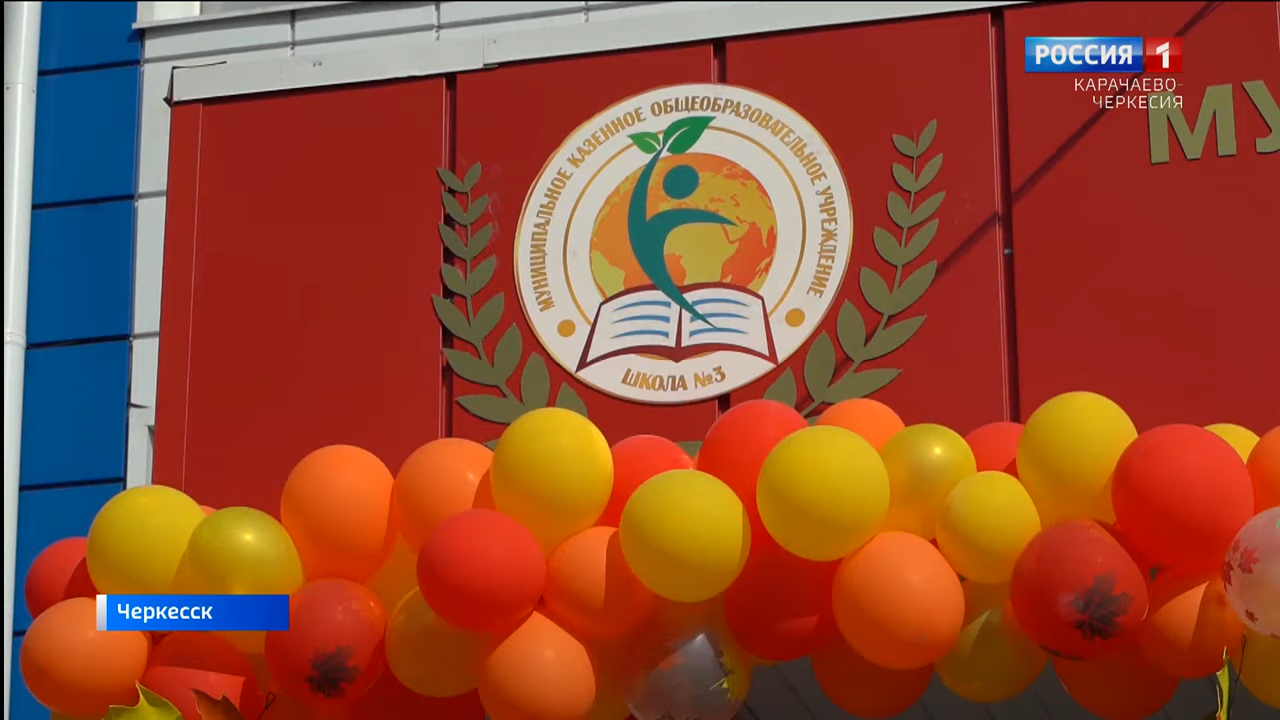 РОССИЯ 1
КАРАЧАЕВО-
ЧЕРКЕСИЯ
МУ
МУНИЦИПАЛЬНОЕ КАЗЕННОЕ ОБЩЕОБРАЗОВАТЕЛЬНОЕ УЧРЕЖДЕНИЕ
ШКОЛА №3
Черкесск